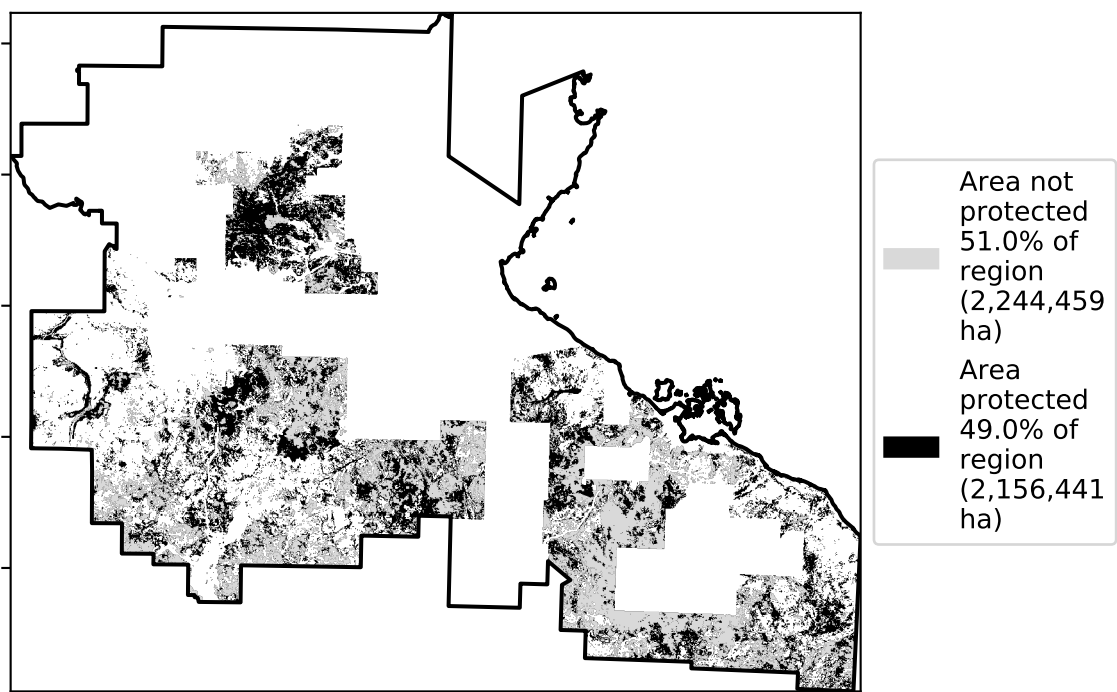 Area not
protected
51.0% of
region
(2,244,459
ha)
Area
protected
49.0% of
region
(2,156,441
ha)